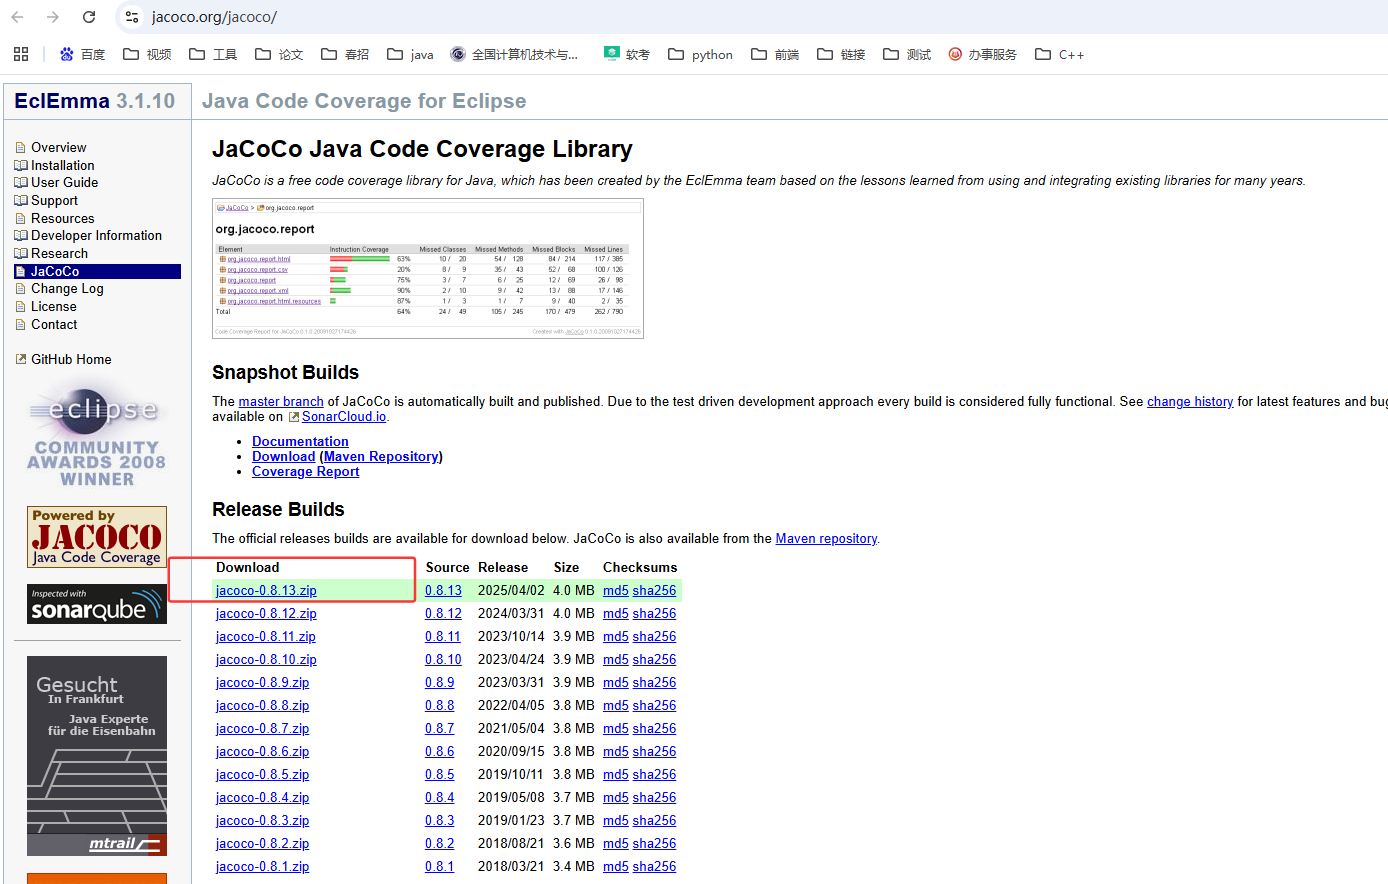 jacoco.org/jacoco/
百度 视频 工具 论文 春招 java 全国计算机技术与... 软考 python 前端 链接 测试 办事服务 C++
EclEmma 3.1.10
Java Code Coverage for Eclipse
Overview
Installation
User Guide
Support
Resources
Developer Information
Research
JaCoCo
Change Log
License
Contact
GitHub Home
eclipse
COMMUNITY
AWARDS 2008
WINNER
Powered by
JACOCO
Java Code Coverage
Inspected with
sonarqube
Gesucht
In Frankfurt
Java Experte
für die Eisenbahn
mtrail
JaCoCo Java Code Coverage Library
JaCoCo is a free code coverage library for Java, which has been created by the EclEmma team based on the lessons learned from using and integrating existing libraries for many years.
JaCoCo > org.jacoco.report
org.jacoco.report
Element Instruction Coverage Missed Classes Missed Methods Missed Blocks Missed Lines
org.jacoco.report.html 63% 10 / 20 54 / 128 84 / 214 117 / 385
org.jacoco.report.csv 20% 8 / 9 36 / 43 52 / 68 100 / 126
org.jacoco.report 75% 3 / 7 6 / 25 12 / 69 26 / 98
org.jacoco.report.xml 90% 2 / 10 9 / 42 13 / 88 17 / 146
org.jacoco.report.html.resources 87% 1 / 3 1 / 7 9 / 40 2 / 35
Total 64% 24 / 49 105 / 245 170 / 479 262 / 790
Code Coverage Report for JaCoCo 0.1.0.20091027174428 Created with JaCoCo 0.1.0.20091027174428
Snapshot Builds
The master branch of JaCoCo is automatically built and published. Due to the test driven development approach every build is considered fully functional. See change history for latest features and bug
available on SonarCloud.io.
• Documentation
• Download (Maven Repository)
• Coverage Report
Release Builds
The official releases builds are available for download below. JaCoCo is also available from the Maven repository.
Download Source Release Size Checksums
jacoco-0.8.13.zip 0.8.13 2025/04/02 4.0 MB md5 sha256
jacoco-0.8.12.zip 0.8.12 2024/03/31 4.0 MB md5 sha256
jacoco-0.8.11.zip 0.8.11 2023/10/14 3.9 MB md5 sha256
jacoco-0.8.10.zip 0.8.10 2023/04/24 3.9 MB md5 sha256
jacoco-0.8.9.zip 0.8.9 2023/03/31 3.9 MB md5 sha256
jacoco-0.8.8.zip 0.8.8 2022/04/05 3.8 MB md5 sha256
jacoco-0.8.7.zip 0.8.7 2021/05/04 3.8 MB md5 sha256
jacoco-0.8.6.zip 0.8.6 2020/09/15 3.8 MB md5 sha256
jacoco-0.8.5.zip 0.8.5 2019/10/11 3.8 MB md5 sha256
jacoco-0.8.4.zip 0.8.4 2019/05/08 3.7 MB md5 sha256
jacoco-0.8.3.zip 0.8.3 2019/01/23 3.7 MB md5 sha256
jacoco-0.8.2.zip 0.8.2 2018/08/21 3.6 MB md5 sha256
jacoco-0.8.1.zip 0.8.1 2018/03/21 3.4 MB md5 sha256